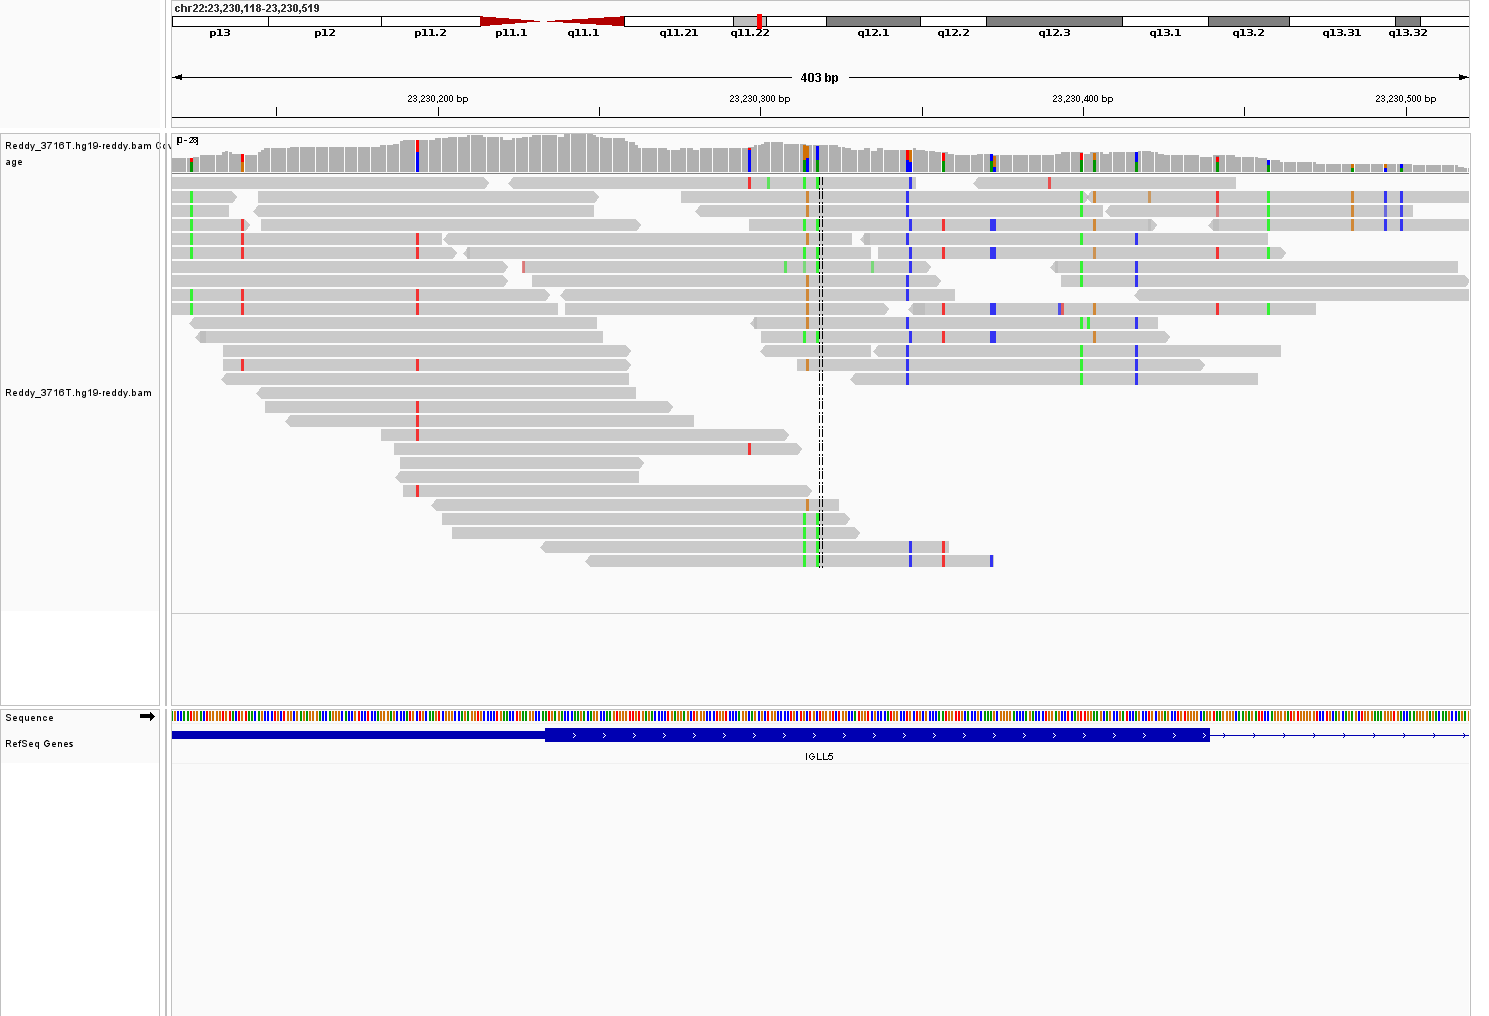 chr22:23,230,118-23,230,519
p13 p12 p11.2 p11.1 q11.1 q11.21 q11.22 q12.1 q12.2 q12.3 q13.1 q13.2 q13.31 q13.32
403 bp
23,230,200 bp 23,230,300 bp 23,230,400 bp 23,230,500 bp
Reddy_3716T.hg19-reddy.bam
age
Reddy_3716T.hg19-reddy.bam
Sequence
RefSeq Genes
IGLL5